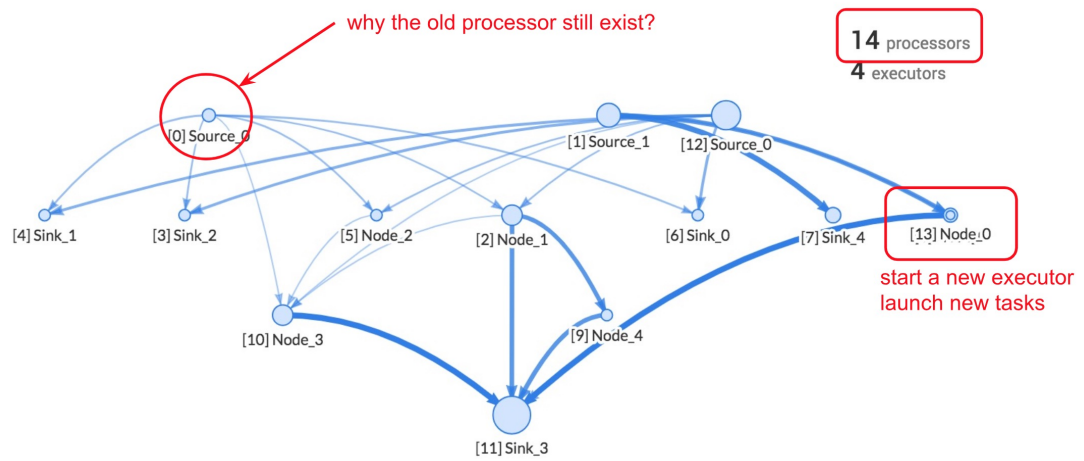 why the old processor still exist?
14 processors
4 executors
[0] Source_0
[1] Source_1
[12] Source_0
[4] Sink_1
[3] Sink_2
[5] Node_2
[2] Node_1
[6] Sink_0
[7] Sink_4
[13] Node_0
start a new executor
launch new tasks
[10] Node_3
[9] Node_4
[11] Sink_3